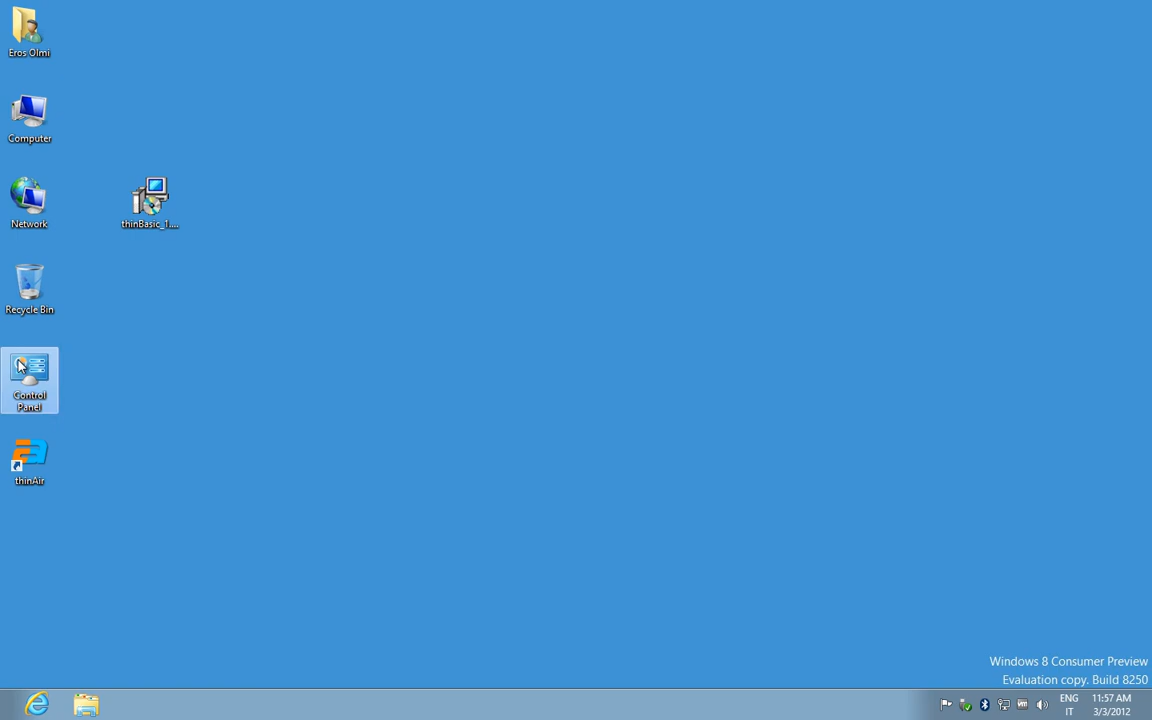 Eros Olmi
Computer
Network
thinBasic_1....
Recycle Bin
Control
Panel
thinAir
Windows 8 Consumer Preview
Evaluation copy. Build 8250
ENG
IT
11:57 AM
3/3/2012